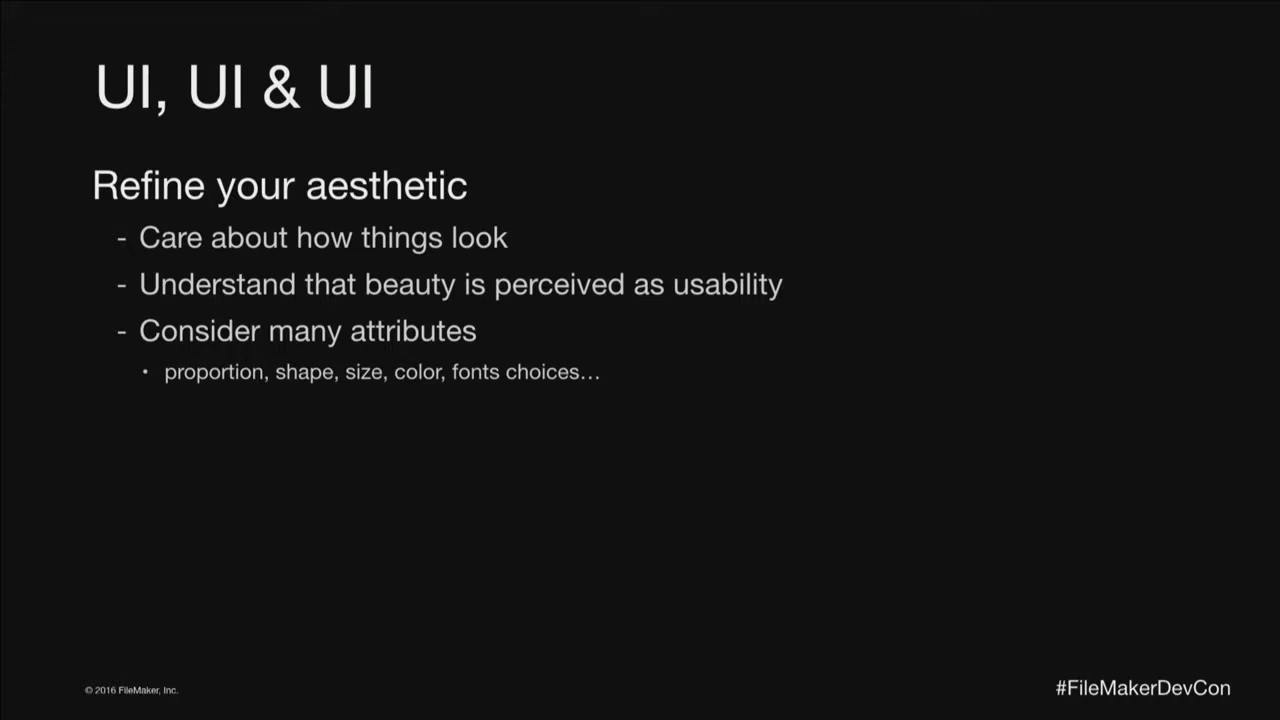 UI, UI & UI
Refine your aesthetic
- Care about how things look
- Understand that beauty is perceived as usability
- Consider many attributes
• proportion, shape, size, color, fonts choices…
© 2016 FileMaker, Inc.
#FileMakerDevCon